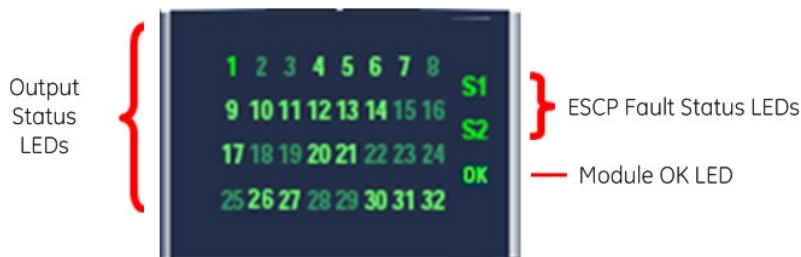 Output
Status
LEDs
1 2 3 4 5 6 7 8
9 10 11 12 13 14 15 16
17 18 19 20 21 22 23 24
25 26 27 28 29 30 31 32
S1
S2
OK
ESCP Fault Status LEDs
Module OK LED